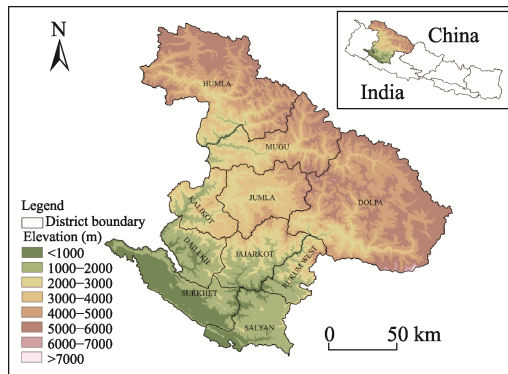 N
China
India
HUMLA
MUGU
DOLPA
JUMLA
KALIKOT
DAILEKH
JAJARKOT
RUKUM WEST
SURKHET
SALYAN
Legend
District boundary
Elevation (m)
<1000
1000−2000
2000−3000
3000−4000
4000−5000
5000−6000
6000−7000
>7000
0 50 km